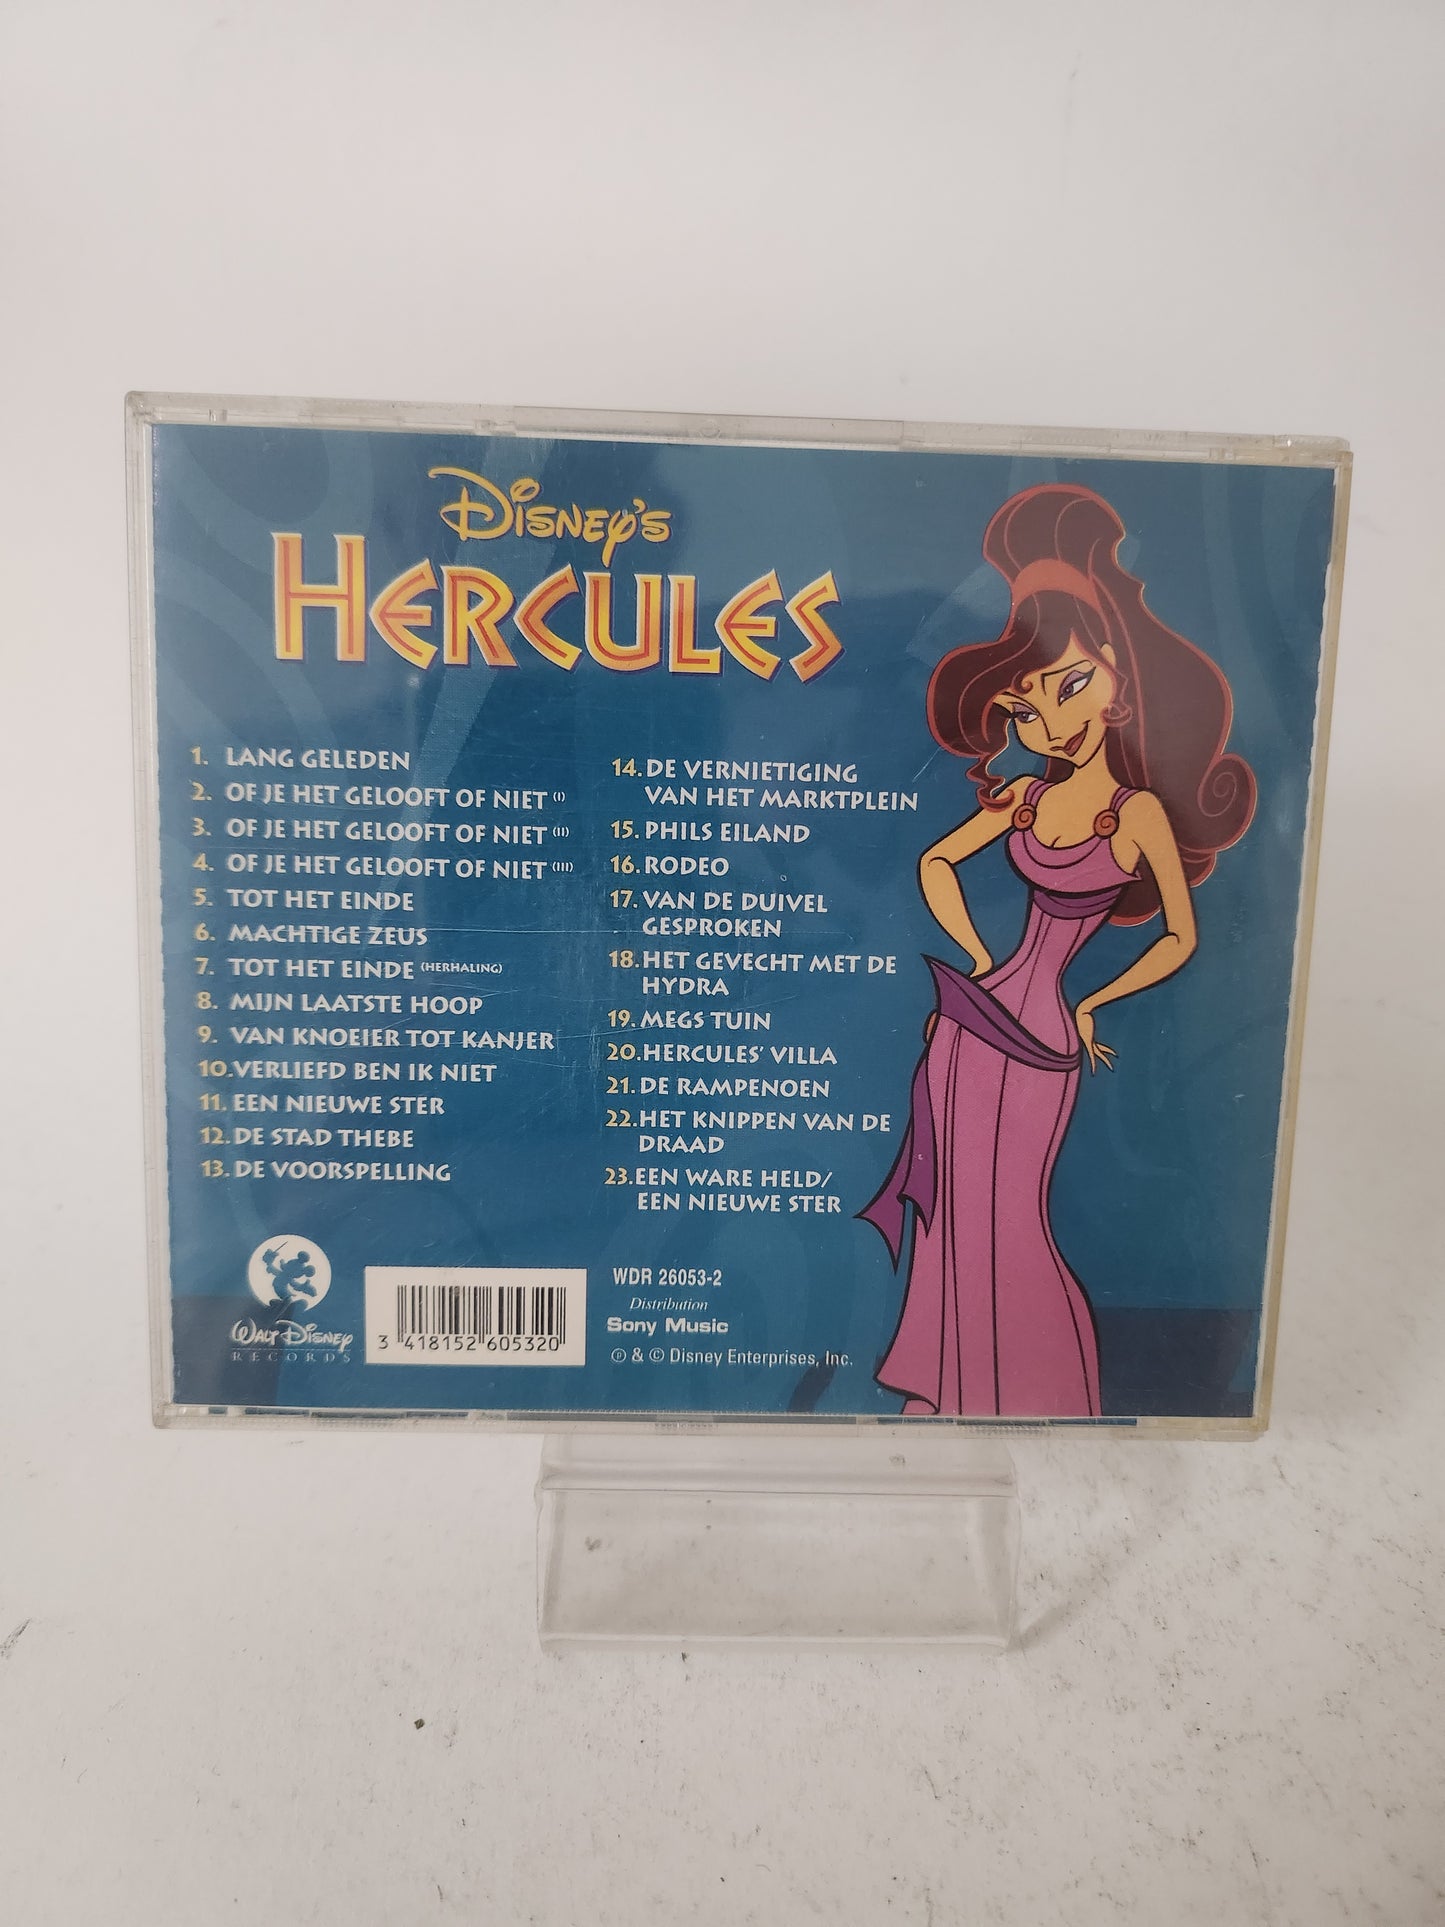 Disney's
HERCULES
1. LANG GELEDEN
2. OF JE HET GELOOFT OF NIET (I)
3. OF JE HET GELOOFT OF NIET (II)
4. OF JE HET GELOOFT OF NIET (III)
5. TOT HET EINDE
6. MACHTIGE ZEUS
7. TOT HET EINDE (HERHALING)
8. MIJN LAATSTE HOOP
9. VAN KNOEIER TOT KANJER
10. VERLIEFD BEN IK NIET
11. EEN NIEUWE STER
12. DE STAD THEBE
13. DE VOORSPELLING
14. DE VERNIETIGING
VAN HET MARKTPLEIN
15. PHILS EILAND
16. RODEO
17. VAN DE DUIVEL
GESPROKEN
18. HET GEVECHT MET DE
HYDRA
19. MEGS TUIN
20. HERCULES' VILLA
21. DE RAMPENOEN
22. HET KNIPPEN VAN DE
DRAAD
23. EEN WARE HELD/
EEN NIEUWE STER
WALT DISNEY
RECORDS
3 418152 605320
WDR 26053-2
Distribution
Sony Music
℗ & © Disney Enterprises, Inc.